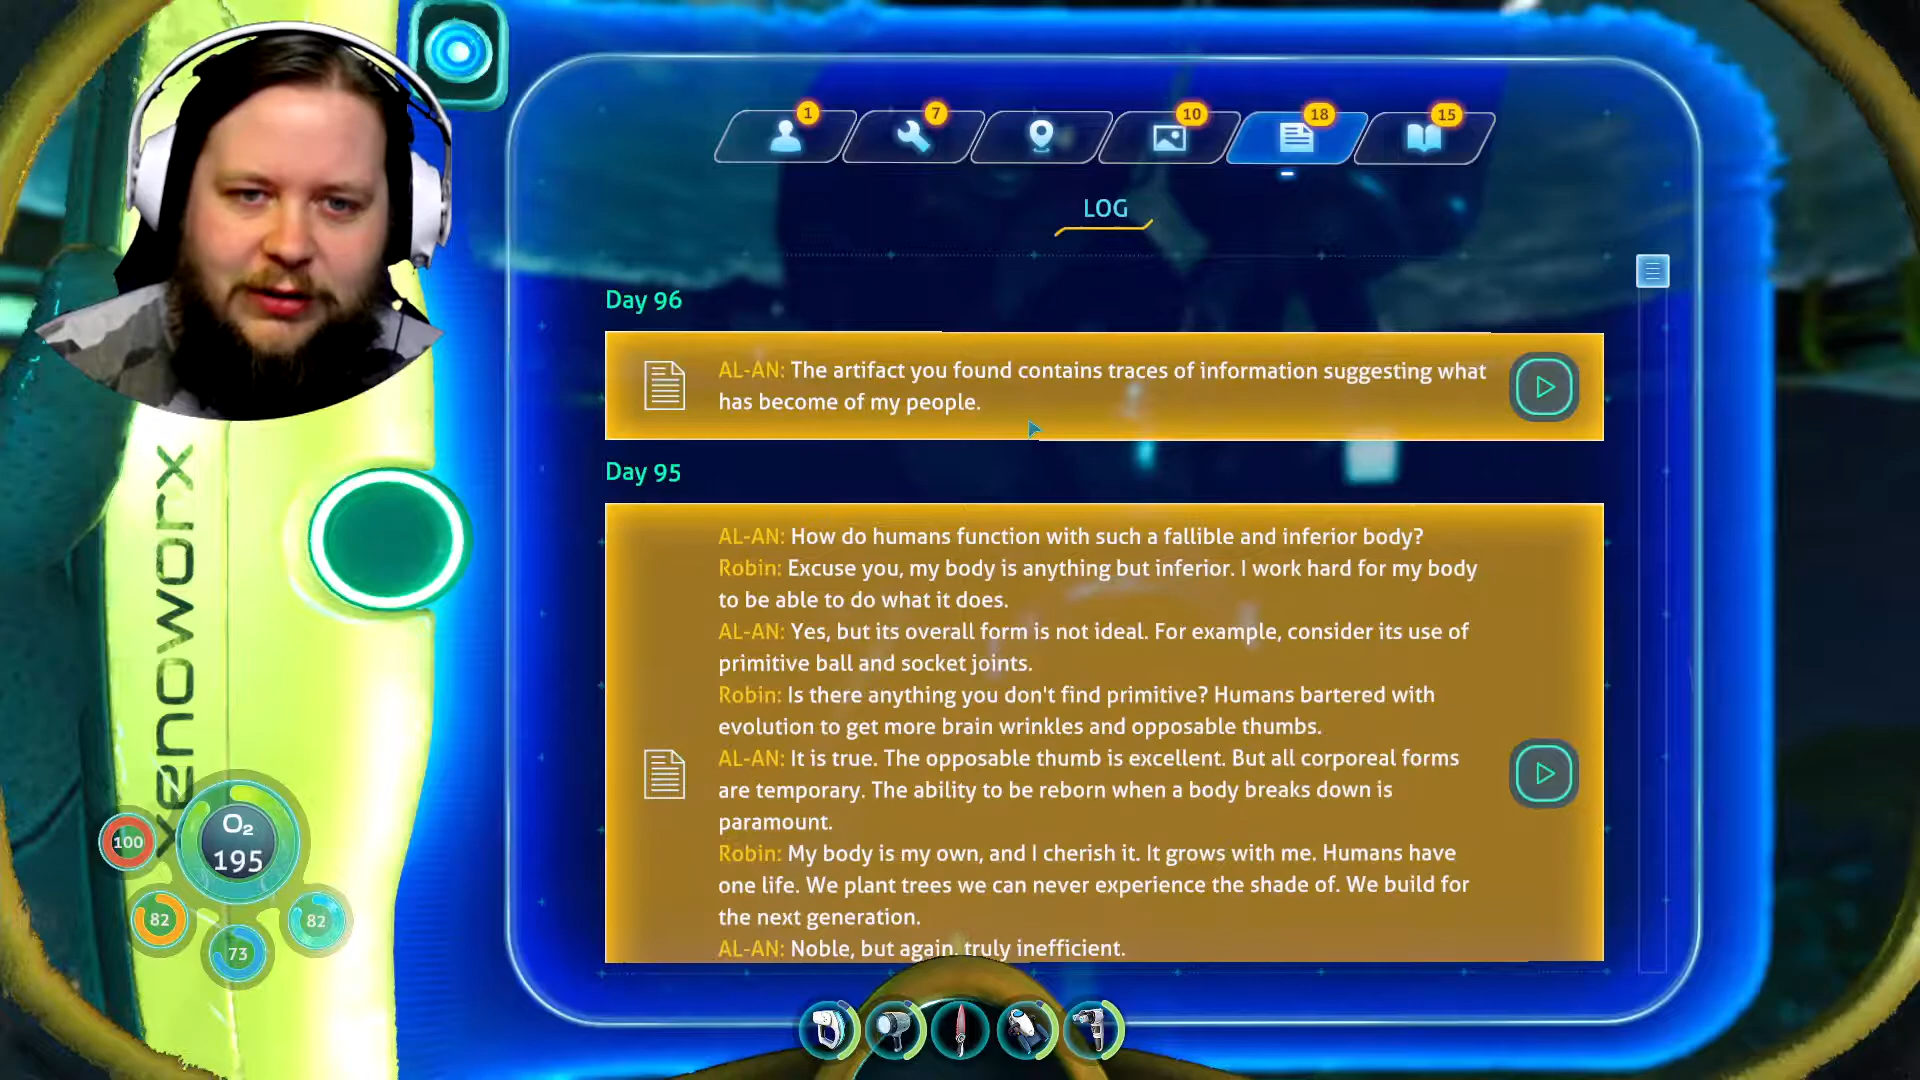 1
7
10
18
15
LOG
Day 96
AL-AN: The artifact you found contains traces of information suggesting what
has become of my people.
Day 95
AL-AN: How do humans function with such a fallible and inferior body?
Robin: Excuse you, my body is anything but inferior. I work hard for my body
to be able to do what it does.
AL-AN: Yes, but its overall form is not ideal. For example, consider its use of
primitive ball and socket joints.
Robin: Is there anything you don't find primitive? Humans bartered with
evolution to get more brain wrinkles and opposable thumbs.
AL-AN: It is true. The opposable thumb is excellent. But all corporeal forms
are temporary. The ability to be reborn when a body breaks down is
paramount.
Robin: My body is my own, and I cherish it. It grows with me. Humans have
one life. We plant trees we can never experience the shade of. We build for
the next generation.
AL-AN: Noble, but again, truly inefficient.
xenoworx
O₂
195
100
82
73
82